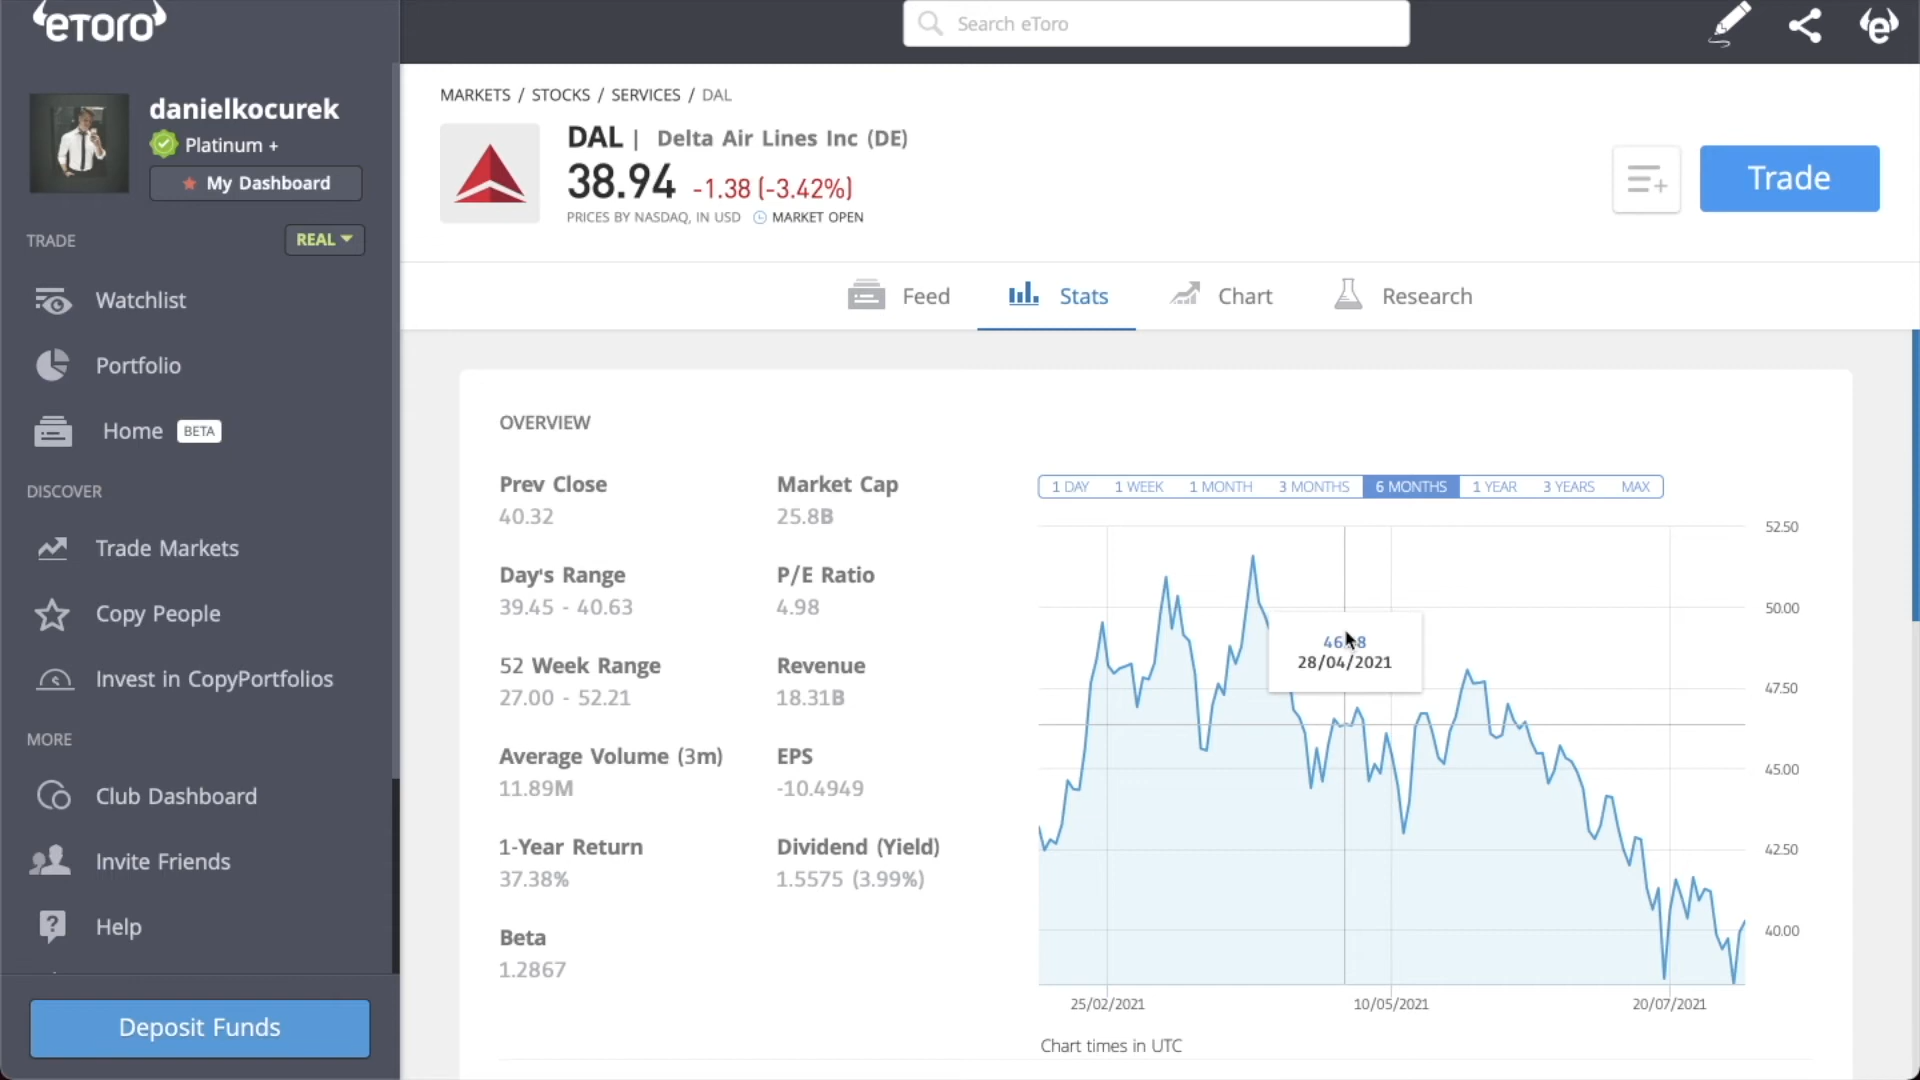 eTORO
Search eToro
danielkocurek
Platinum +
My Dashboard
TRADE
REAL
Watchlist
Portfolio
Home BETA
DISCOVER
Trade Markets
Copy People
Invest in CopyPortfolios
MORE
Club Dashboard
Invite Friends
Help
Deposit Funds
MARKETS / STOCKS / SERVICES / DAL
DAL | Delta Air Lines Inc (DE)
38.94 -1.38 (-3.42%)
PRICES BY NASDAQ, IN USD MARKET OPEN
Trade
Feed
Stats
Chart
Research
OVERVIEW
Prev Close
40.32
Market Cap
25.8B
Day's Range
39.45 - 40.63
P/E Ratio
4.98
52 Week Range
27.00 - 52.21
Revenue
18.31B
Average Volume (3m)
11.89M
EPS
-10.4949
1-Year Return
37.38%
Dividend (Yield)
1.5575 (3.99%)
Beta
1.2867
1 DAY 1 WEEK 1 MONTH 3 MONTHS 6 MONTHS 1 YEAR 3 YEARS MAX
52.50
50.00
47.50
45.00
42.50
40.00
28/04/2021
25/02/2021 10/05/2021 20/07/2021
Chart times in UTC